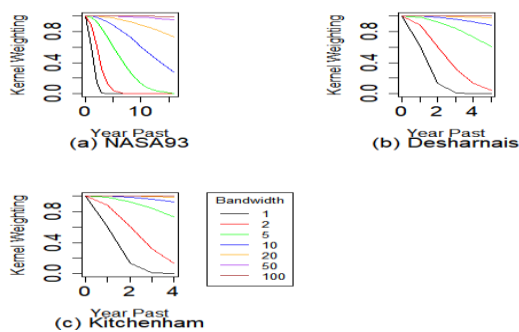 Kernel Weighting
0.0 0.4 0.8
0 10
Year Past
(a) NASA93
Kernel Weighting
0.0 0.4 0.8
0 2 4
Year Past
(b) Desharnais
Kernel Weighting
0.0 0.4 0.8
0 2 4
(c) Kitchenham
Bandwidth
1
2
5
10
20
50
100